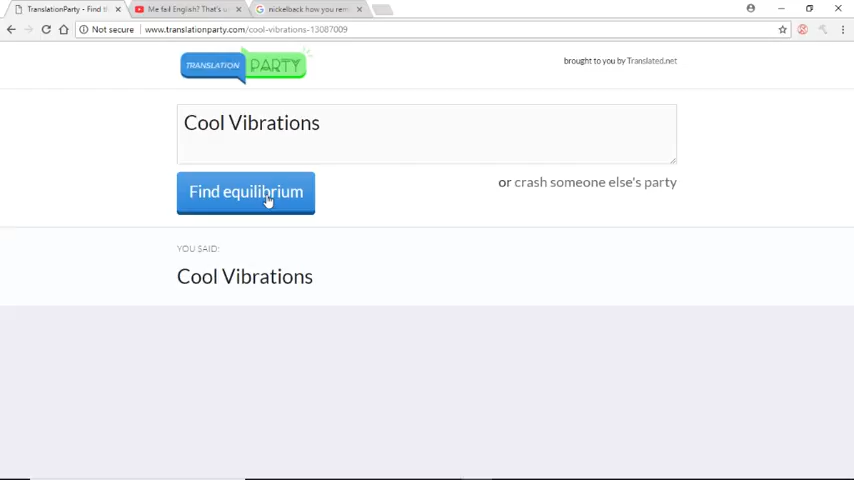 TranslationParty - Find t
Me fail English? That's u
nickelback how you rem
Not secure
www.translationparty.com/cool-vibrations-13087009
TRANSLATION PARTY
brought to you by Translated.net
Cool Vibrations
Find equilibrium
or crash someone else's party
YOU SAID:
Cool Vibrations